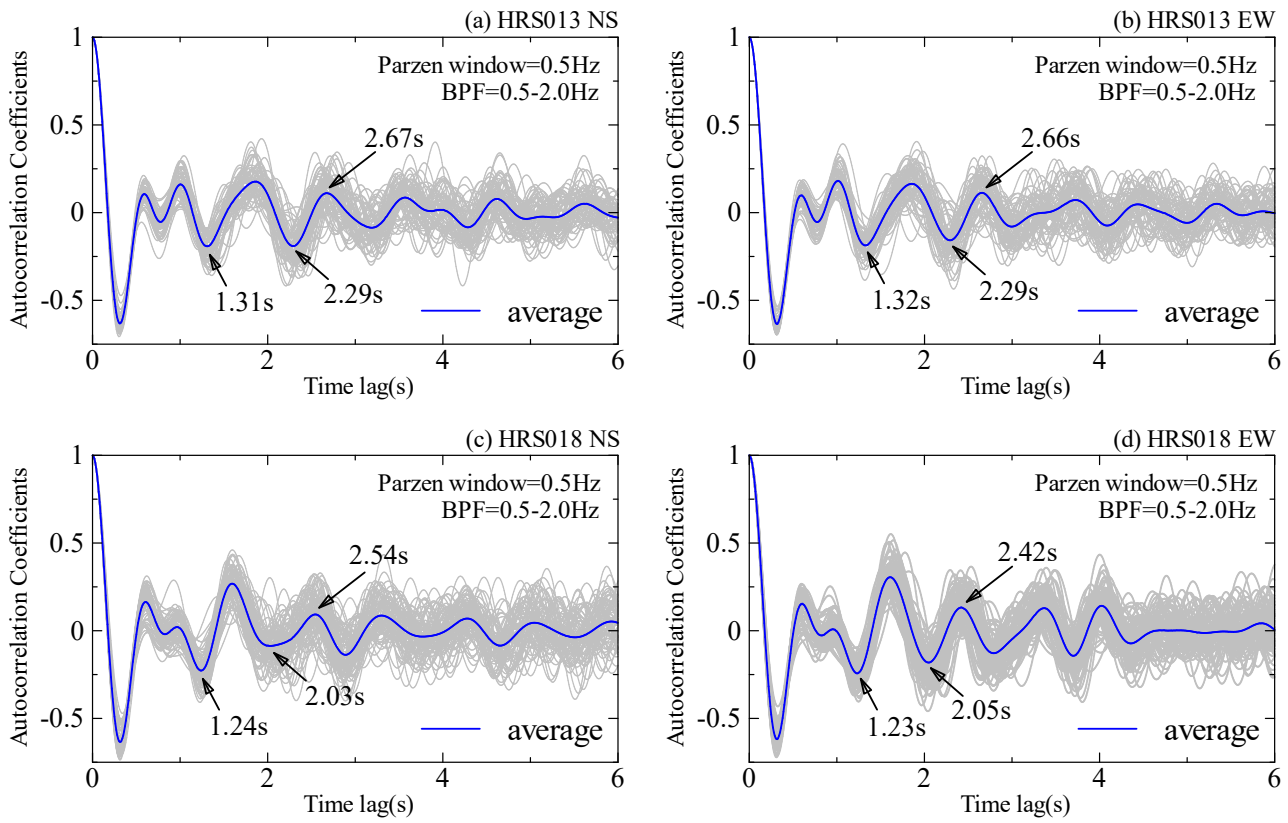 (a) HRS013 NS
Autocorrelation Coefficients
1
0.5
0
-0.5
Parzen window=0.5Hz
BPF=0.5-2.0Hz
2.67s
1.31s
2.29s
average
0 2 4 6
Time lag(s)
(b) HRS013 EW
Autocorrelation Coefficients
1
0.5
0
-0.5
Parzen window=0.5Hz
BPF=0.5-2.0Hz
2.66s
1.32s
2.29s
average
0 2 4 6
Time lag(s)
(c) HRS018 NS
Autocorrelation Coefficients
1
0.5
0
-0.5
Parzen window=0.5Hz
BPF=0.5-2.0Hz
2.54s
2.03s
1.24s
average
0 2 4 6
Time lag(s)
(d) HRS018 EW
Autocorrelation Coefficients
1
0.5
0
-0.5
Parzen window=0.5Hz
BPF=0.5-2.0Hz
2.42s
2.05s
1.23s
average
0 2 4 6
Time lag(s)